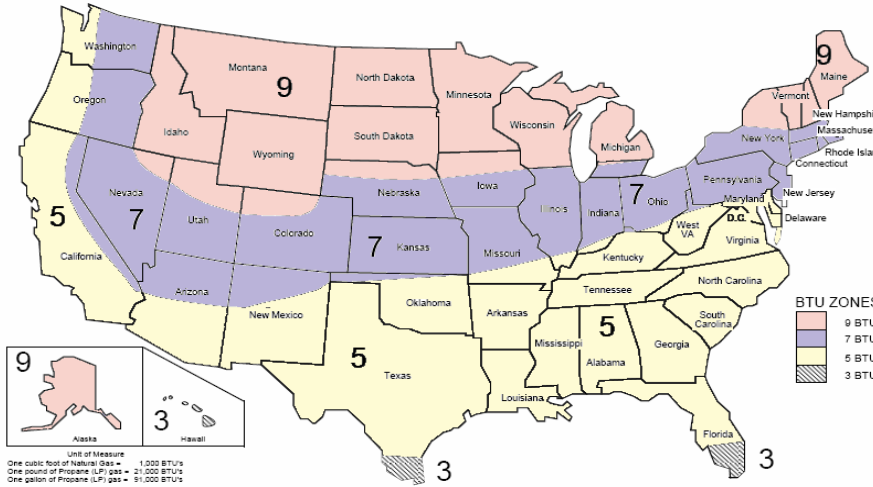 Washington
Montana
9
North Dakota
Minnesota
9
Maine
Vermont
New Hampshi
Massachuse
Oregon
Idaho
South Dakota
Wisconsin
Michigan
New York
Rhode Islan
Connecticut
Wyoming
Nevada
7
Utah
Nebraska
Iowa
Illinois
Indiana
7
Ohio
Pennsylvania
New Jersey
Maryland
D.C.
Delaware
5
California
Colorado
7
Kansas
Missouri
West
VA
Virginia
Kentucky
Arizona
New Mexico
Oklahoma
Arkansas
Tennessee
North Carolina
South
Carolina
5
Texas
Mississippi
5
Alabama
Georgia
Louisiana
Florida
3
3
BTU ZONES
9 BTU
7 BTU
5 BTU
3 BTU
9
Alaska
3
Hawaii
Unit of Measure
One cubic foot of Natural Gas = 1,000 BTU's
One pound of Propane (LP) gas = 21,000 BTU's
One gallon of Propane (LP) gas = 91,000 BTU's